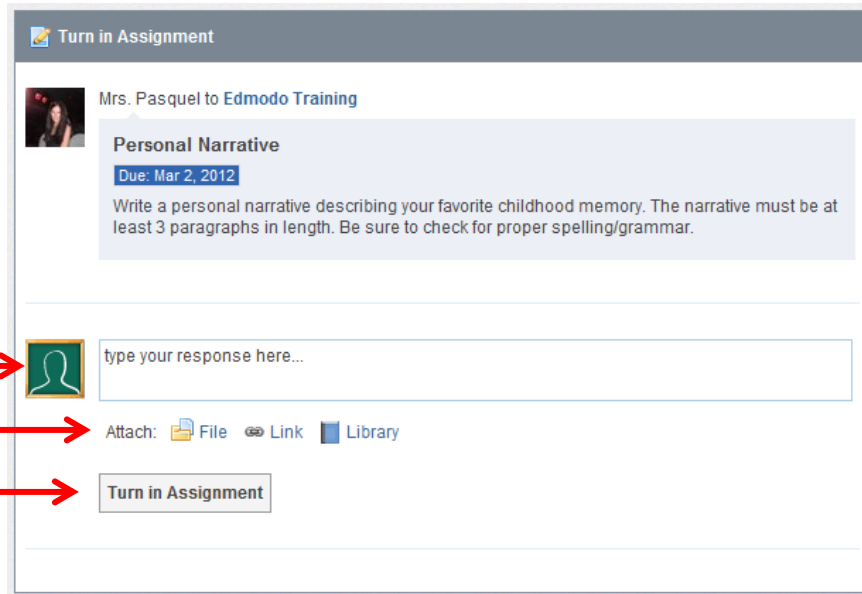 Turn in Assignment
Mrs. Pasquel to Edmodo Training
Personal Narrative
Due: Mar 2, 2012
Write a personal narrative describing your favorite childhood memory. The narrative must be at
least 3 paragraphs in length. Be sure to check for proper spelling/grammar.
type your response here...
Attach: File Link Library
Turn in Assignment